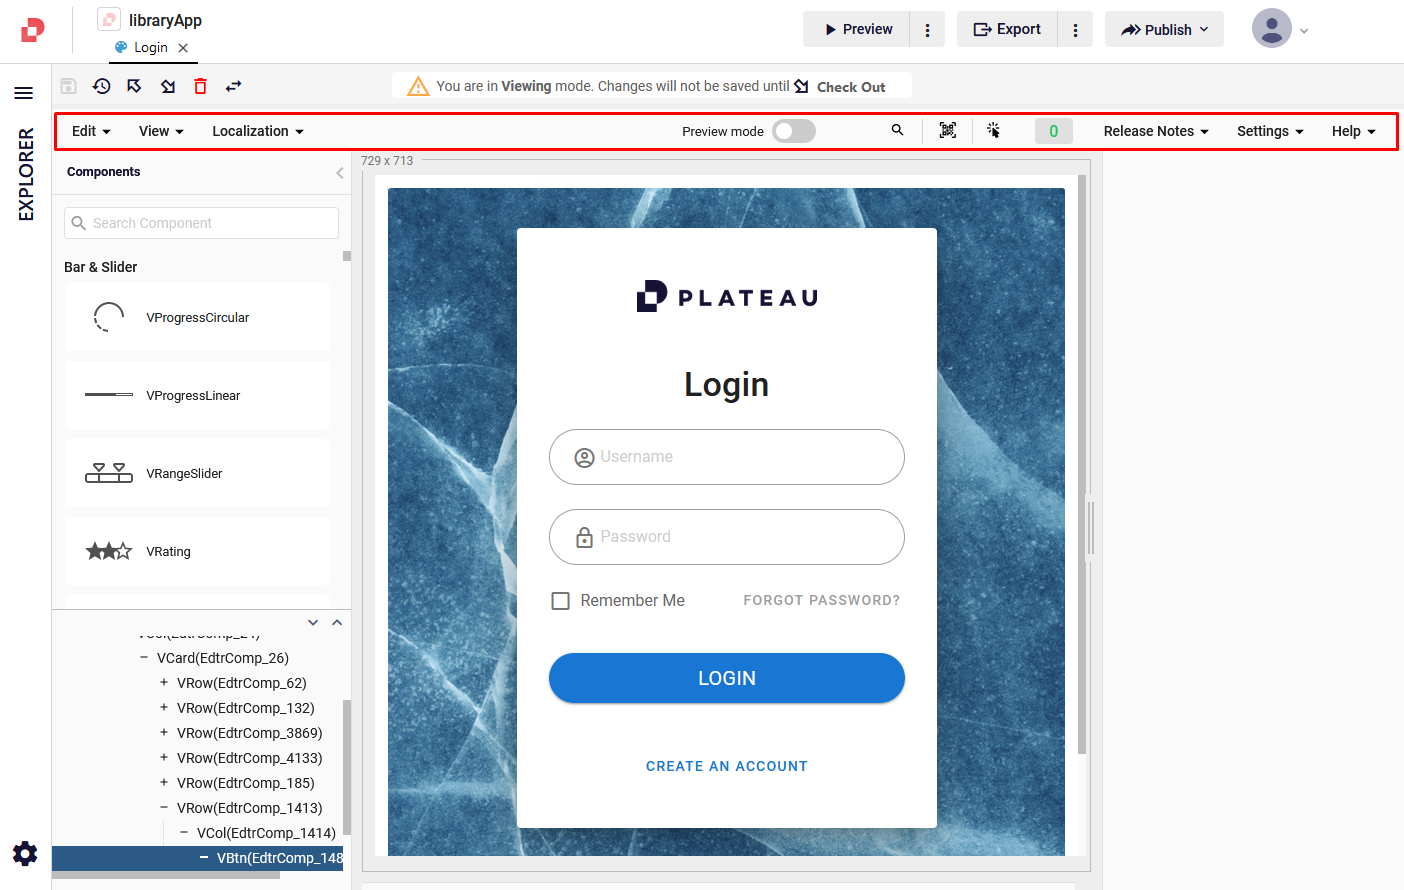 libraryApp
Login
Preview
Export
Publish
You are in Viewing mode. Changes will not be saved until Check Out
Edit
View
Localization
Preview mode
0
Release Notes
Settings
Help
EXPLORER
Components
729 x 713
Search Component
Bar & Slider
VProgressCircular
VProgressLinear
VRangeSlider
VRating
VCard(EdtrComp_26)
VRow(EdtrComp_62)
VRow(EdtrComp_132)
VRow(EdtrComp_3869)
VRow(EdtrComp_4133)
VRow(EdtrComp_185)
VRow(EdtrComp_1413)
VCol(EdtrComp_1414)
VBtn(EdtrComp_148
PLATEAU
Login
Username
Password
Remember Me
FORGOT PASSWORD?
LOGIN
CREATE AN ACCOUNT